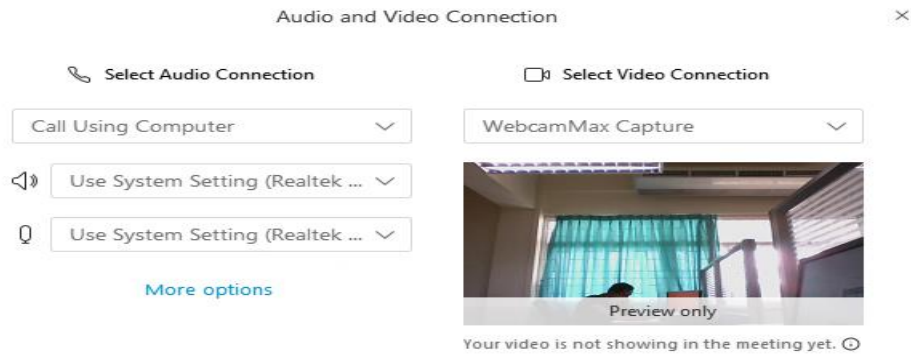 Audio and Video Connection
Select Audio Connection
Select Video Connection
Call Using Computer
WebcamMax Capture
Use System Setting (Realtek ...
Use System Setting (Realtek ...
More options
Preview only
Your video is not showing in the meeting yet.